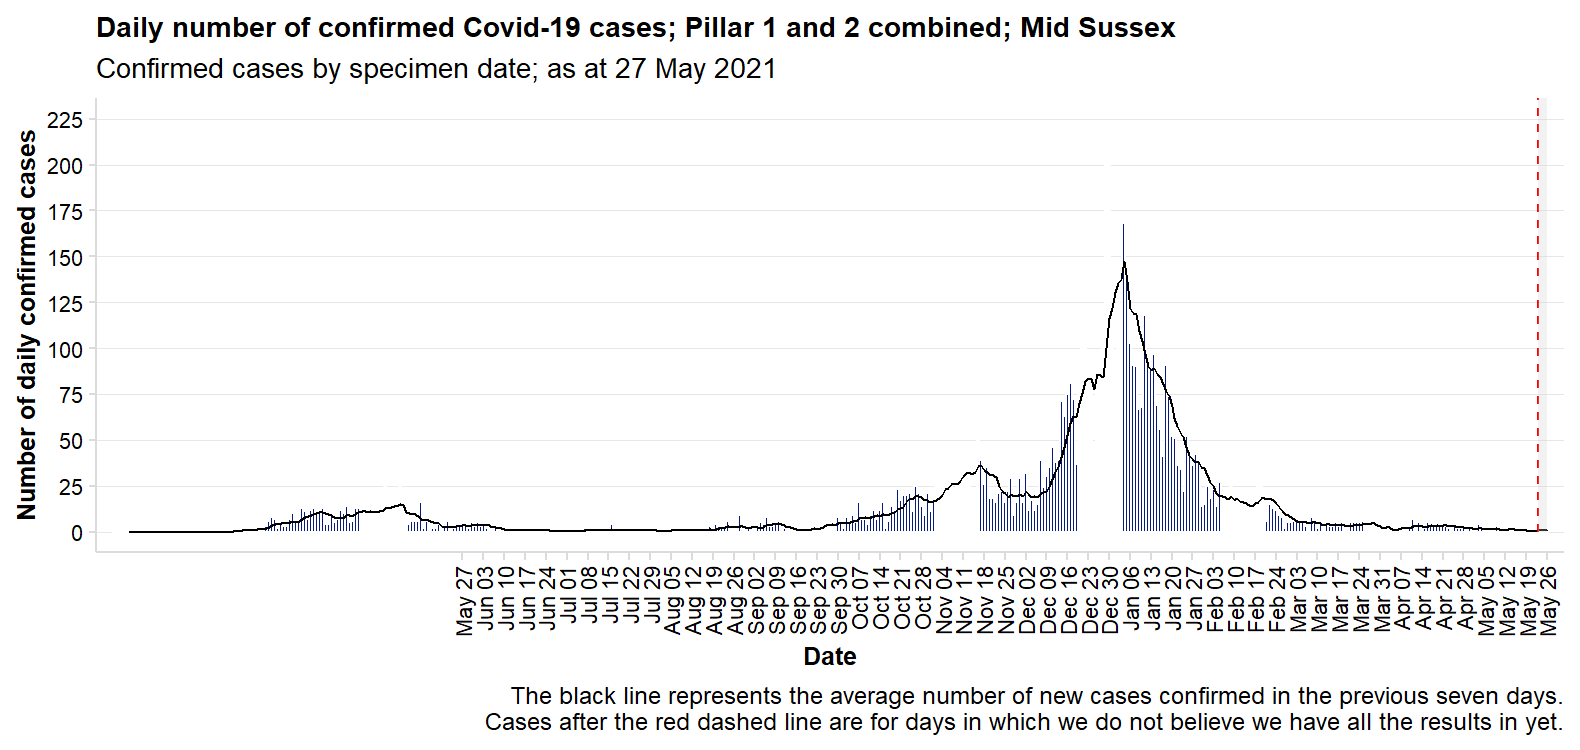 Daily number of confirmed Covid-19 cases; Pillar 1 and 2 combined; Mid Sussex
Confirmed cases by specimen date; as at 27 May 2021
Number of daily confirmed cases
225
200
175
150
125
100
75
50
25
0
May 27
Jun 03
Jun 10
Jun 17
Jun 24
Jul 01
Jul 08
Jul 15
Jul 22
Jul 29
Aug 05
Aug 12
Aug 19
Aug 26
Sep 02
Sep 09
Sep 16
Sep 23
Sep 30
Oct 07
Oct 14
Oct 21
Oct 28
Nov 04
Nov 11
Nov 18
Nov 25
Dec 02
Dec 09
Dec 16
Dec 23
Dec 30
Jan 06
Jan 13
Jan 20
Jan 27
Feb 03
Feb 10
Feb 17
Feb 24
Mar 03
Mar 10
Mar 17
Mar 24
Mar 31
Apr 07
Apr 14
Apr 21
Apr 28
May 05
May 12
May 19
May 26
Date
The black line represents the average number of new cases confirmed in the previous seven days.
Cases after the red dashed line are for days in which we do not believe we have all the results in yet.